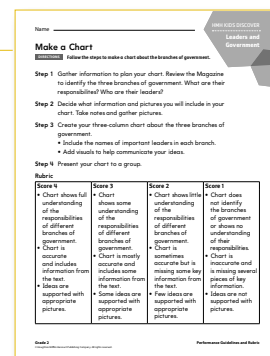 HMH KIDS DISCOVER
Leaders and
Government
Name
Make a Chart
DIRECTIONS Follow the steps to make a chart about the branches of government.
Step 1 Gather information to plan your chart. Review the Magazine
to identify the three branches of government. What are their
responsibilites? Who are their leaders?
Step 2 Decide what information and pictures you will include in your
chart. Take notes and gather pictures.
Step 3 Create your three-column chart about the three branches of
government.
• Include the names of important leaders in each branch.
• Add visuals to help communicate your ideas.
Step 4 Present your chart to a group.
Rubric
Score 4
• Chart shows full
understanding
of the
responsibilities
of different
branches of
government.
• Chart is
accurate
and includes
information
from the text.
• Ideas are
supported with
appropriate
pictures.
Score 3
• Chart
shows some
understanding
of the
responsibilities
of different
branches of
government.
• Chart is mostly
accurate and
includes some
information from
the text.
• Some ideas are
supported with
appropriate
pictures.
Score 2
• Chart shows little
understanding
of the
responsibilities
of different
branches of
government.
• Chart is
sometimes
accurate but is
missing some key
information from
the text.
• Few ideas are
supported with
appropriate
pictures.
Score 1
• Chart does
not identify
the branches
of government
or shows no
understanding
of their
responsibilities.
• Chart is
inaccurate and
is missing several
pieces of key
information.
• Ideas are not
supported with
pictures.
Grade 2
Performance Guidelines and Rubric